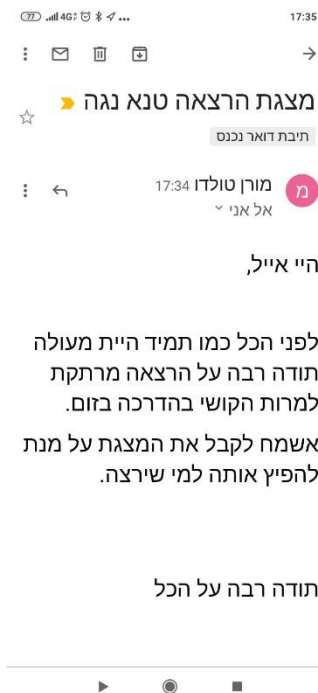 77 4G 17:35
מצגת הרצאה טנא נגה
תיבת דואר נכנס
מ
מורן טולדו 17:34
אל אני
היי אייל,
לפני הכל כמו תמיד היית מעולה
תודה רבה על הרצאה מרתקת
למרות הקושי בהדרכה בזום.
אשמח לקבל את המצגת על מנת
להפיץ אותה למי שירצה.
תודה רבה על הכל